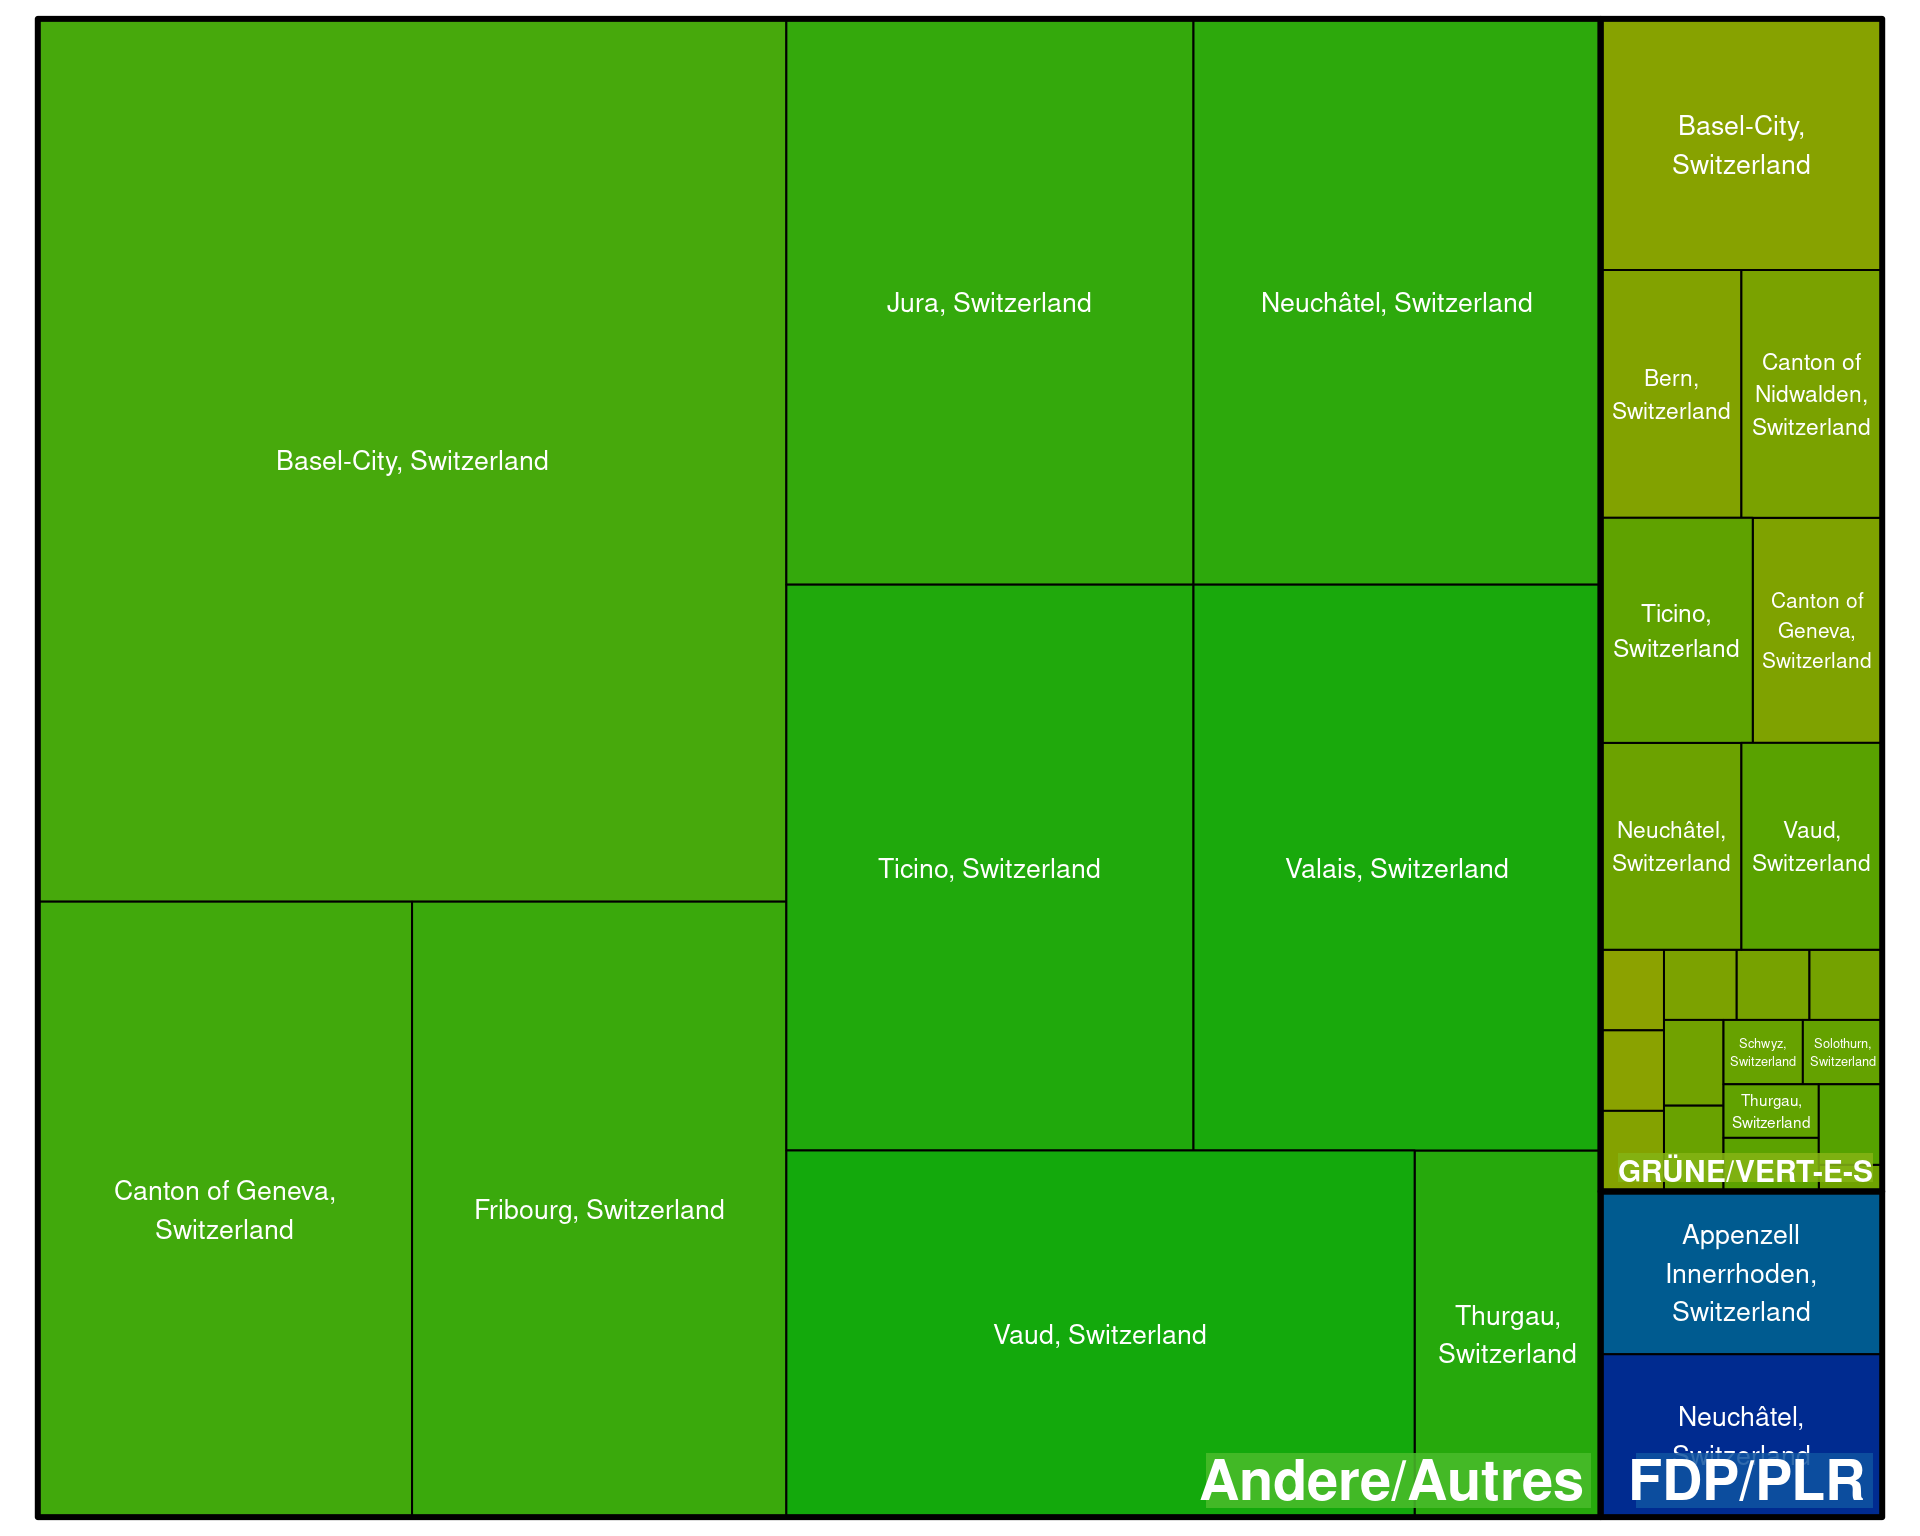 Basel-City, Switzerland
Canton of Geneva,
Switzerland
Fribourg, Switzerland
Jura, Switzerland
Neuchâtel, Switzerland
Ticino, Switzerland
Valais, Switzerland
Vaud, Switzerland
Thurgau,
Switzerland
Andere/Autres
Basel-City,
Switzerland
Bern,
Switzerland
Canton of
Nidwalden,
Switzerland
Ticino,
Switzerland
Canton of
Geneva,
Switzerland
Neuchâtel,
Switzerland
Vaud,
Switzerland
Schwyz,
Switzerland
Solothurn,
Switzerland
Thurgau,
Switzerland
GRÜNE/VERT-E-S
Appenzell
Innerrhoden,
Switzerland
Neuchâtel,
Switzerland
FDP/PLR